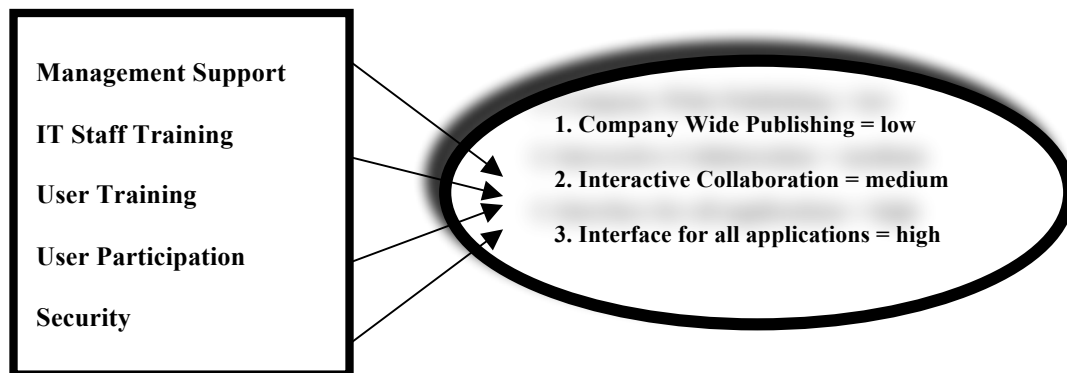 Management Support
IT Staff Training
User Training
User Participation
Security
1. Company Wide Publishing = low
2. Interactive Collaboration = medium
3. Interface for all applications = high